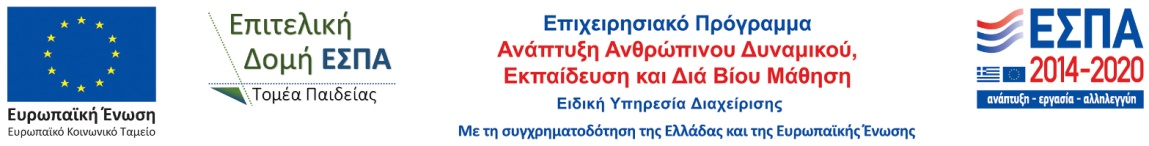 Ευρωπαϊκή Ένωση
Ευρωπαϊκό Κοινωνικό Ταμείο
Επιτελική
Δομή ΕΣΠΑ
Τομέα Παιδείας
Επιχειρησιακό Πρόγραμμα
Ανάπτυξη Ανθρώπινου Δυναμικού,
Εκπαίδευση και Διά Βίου Μάθηση
Ειδική Υπηρεσία Διαχείρισης
Με τη συγχρηματοδότηση της Ελλάδας και της Ευρωπαϊκής Ένωσης
ΕΣΠΑ
2014-2020
ανάπτυξη - εργασία - αλληλεγγύη